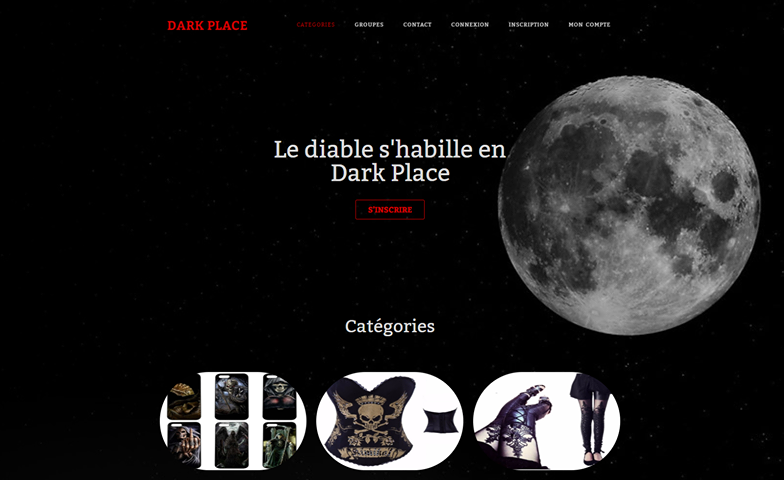 DARK PLACE
CATÉGORIES GROUPES CONTACT CONNEXION INSCRIPTION MON COMPTE
Le diable s'habille en
Dark Place
S'INSCRIRE
Catégories